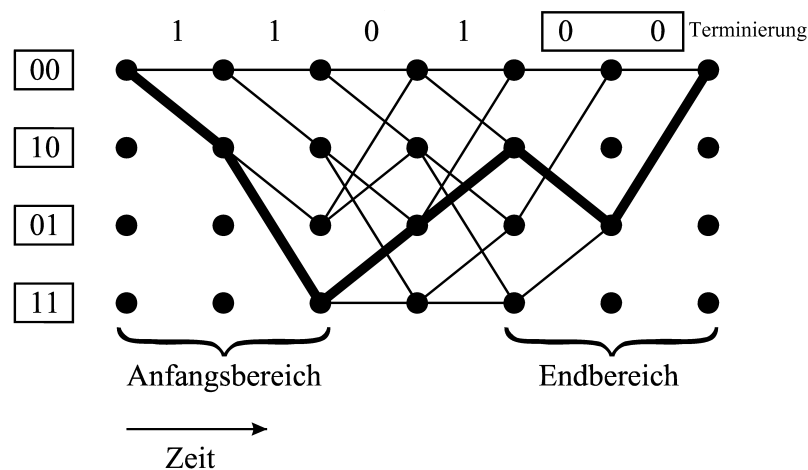 1 1 0 1 0 0 Terminierung
00
10
01
11
Anfangsbereich Endbereich
Zeit